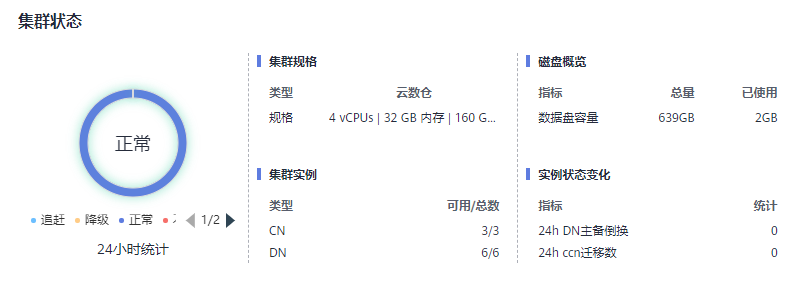 集群状态
正常
追赶 降级 正常 1/2
24小时统计
集群规格
类型 云数仓
规格 4 vCPUs | 32 GB 内存 | 160 G...
集群实例
类型 可用/总数
CN 3/3
DN 6/6
磁盘概览
指标 总量 已使用
数据盘容量 639GB 2GB
实例状态变化
指标 统计
24h DN主备倒换 0
24h ccn迁移数 0